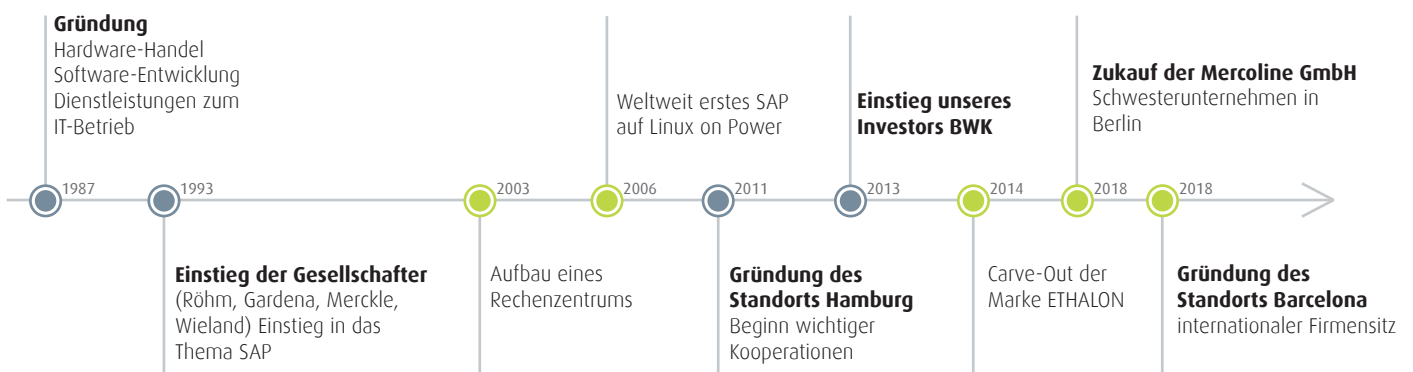 1987
Gründung
Hardware-Handel
Software-Entwicklung
Dienstleistungen zum
IT-Betrieb
1993
Einstieg der Gesellschafter
(Röhm, Gardena, Merckle,
Wieland) Einstieg in das
Thema SAP
2003
Aufbau eines
Rechenzentrums
2006
Weltweit erstes SAP
auf Linux on Power
2011
Gründung des
Standorts Hamburg
Beginn wichtiger
Kooperationen
2013
Einstieg unseres
Investors BWK
2014
Carve-Out der
Marke ETHALON
2018
Zukauf der Mercoline GmbH
Schwesterunternehmen in
Berlin
2018
Gründung des
Standorts Barcelona
internationaler Firmensitz